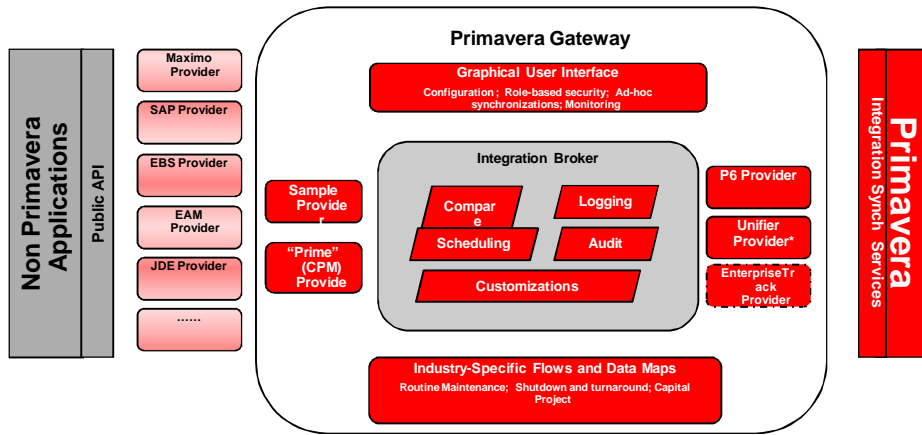 Non Primavera
Applications
Public API
Maximo
Provider
SAP Provider
EBS Provider
EAM
Provider
JDE Provider
......
Primavera Gateway
Graphical User Interface
Configuration ; Role-based security; Ad-hoc
synchronizations; Monitoring
Sample
Provide
r
"Prime"
(CPM)
Provide
Integration Broker
Compar
e
Logging
Scheduling
Audit
Customizations
P6 Provider
Unifier
Provider*
EnterpriseTr
ack
Provider
Industry-Specific Flows and Data Maps
Routine Maintenance; Shutdown and turnaround; Capital
Project
Primavera
Integration Synch Services